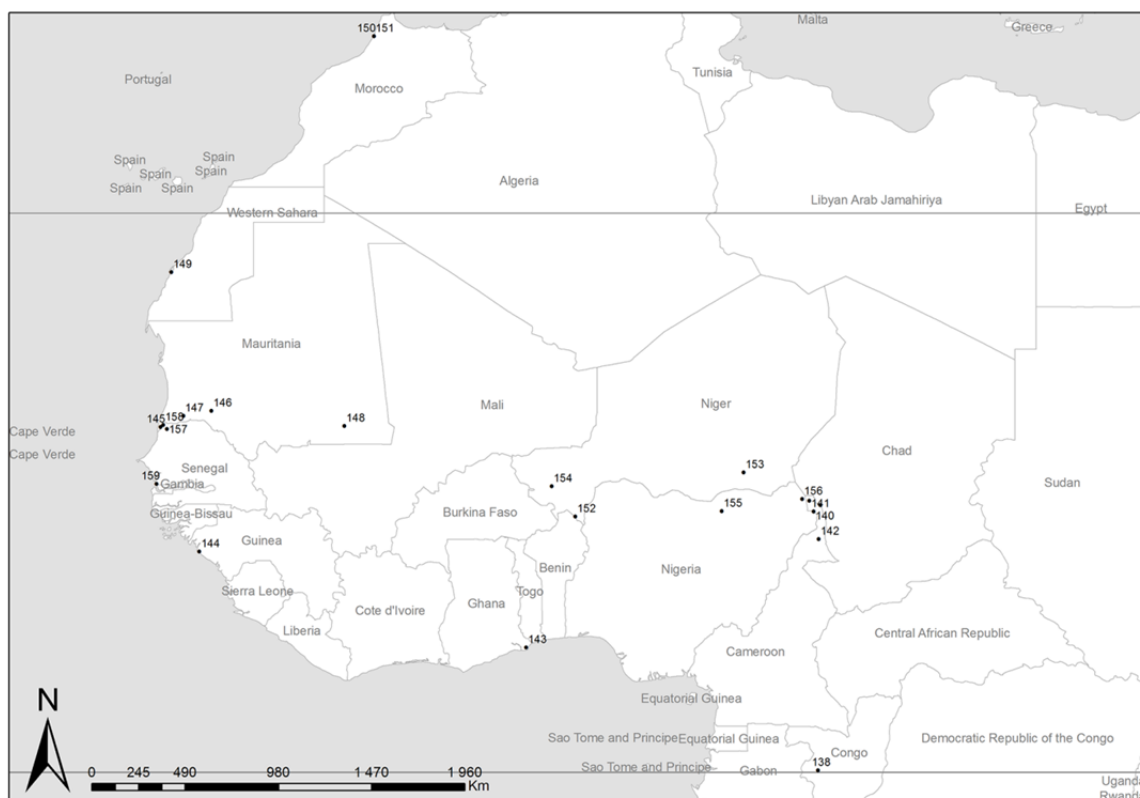 Malta
Greece
150151
Portugal
Tunisia
Morocco
Spain
Spain
Spain
Spain
Spain
Spain
Algeria
Libyan Arab Jamahiriya
Egypt
Western Sahara
149
Mauritania
Mali
Niger
Chad
Sudan
145
158
147
146
148
157
Cape Verde
Cape Verde
Senegal
159
Gambia
Guinea-Bissau
153
154
156
141
140
155
152
142
Burkina Faso
Guinea
144
Sierra Leone
Liberia
Cote d'Ivoire
Ghana
Togo
Benin
Nigeria
143
Central African Republic
Cameroon
Equatorial Guinea
Sao Tome and Principe
Equatorial Guinea
Congo
Democratic Republic of the Congo
Sao Tome and Principe
Gabon
138
Uganda
Rwanda
N
0 245 490 980 1 470 1 960
Km